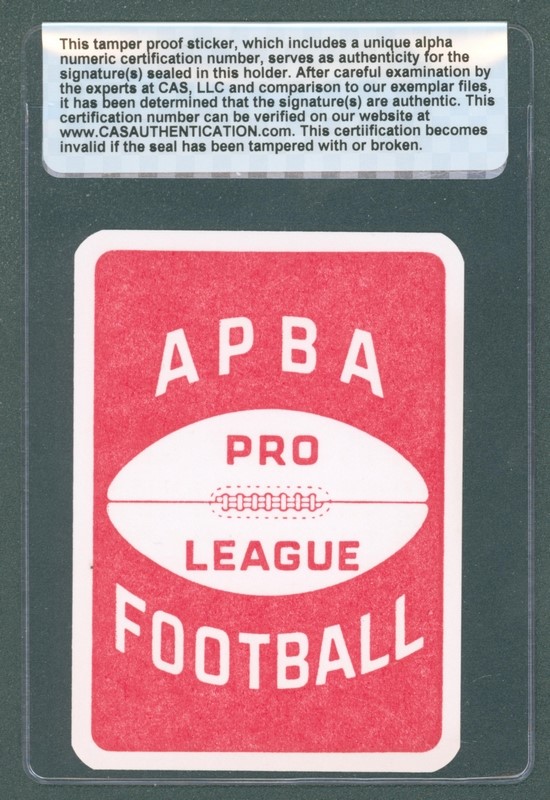 This tamper proof sticker, which includes a unique alpha
numeric certification number, serves as authenticity for the
signature(s) sealed in this holder. After careful examination by
the experts at CAS, LLC and comparison to our exemplar files,
it has been determined that the signature(s) are authentic. This
certification number can be verified on our website at
www.CASAUTHENTICATION.com. This certiification becomes
invalid if the seal has been tampered with or broken.
APBA
PRO
LEAGUE
FOOTBALL